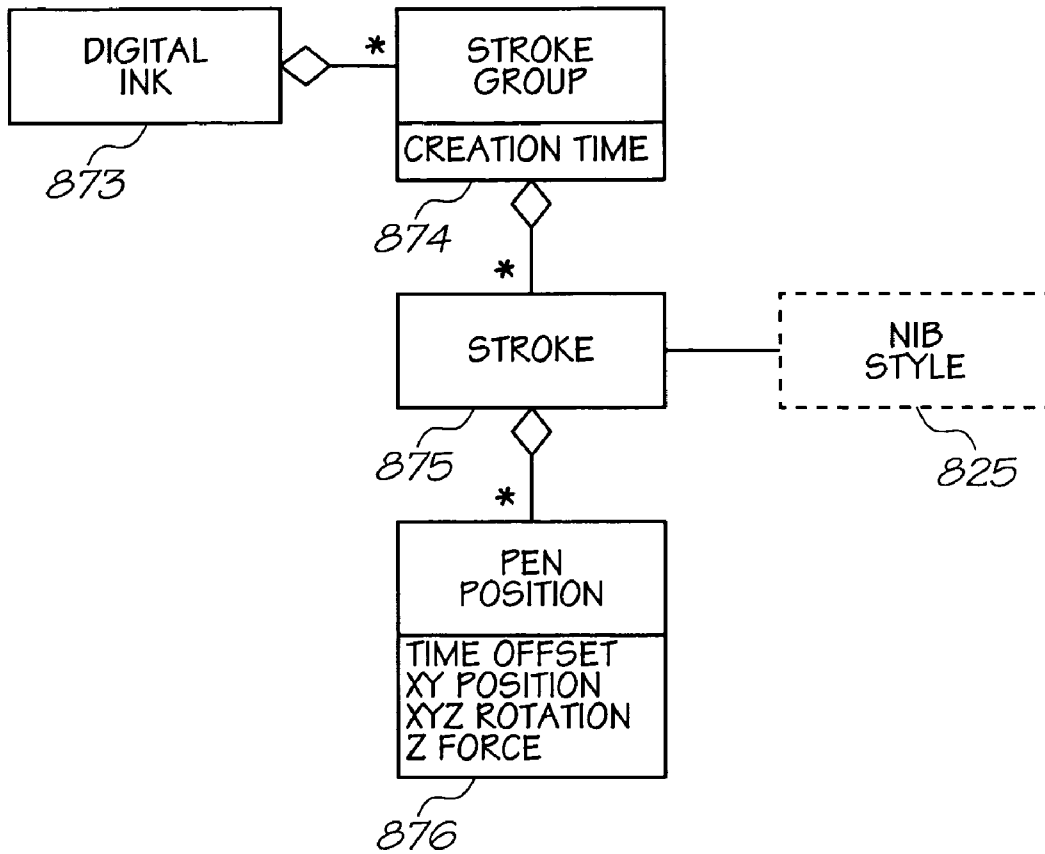 DIGITAL
INK
873
*
STROKE
GROUP
CREATION TIME
874
*
STROKE
875
NIB
STYLE
825
*
PEN
POSITION
TIME OFFSET
XY POSITION
XYZ ROTATION
Z FORCE
876